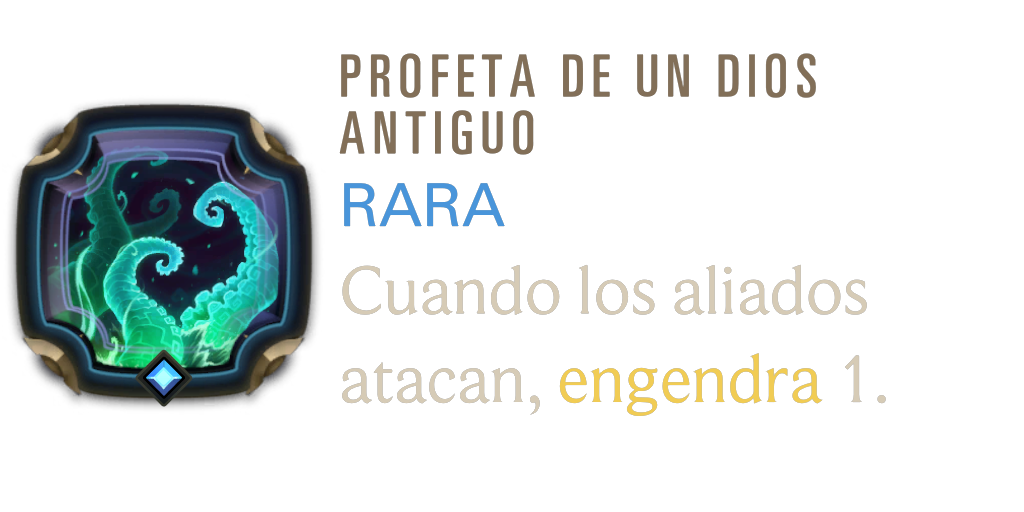 PROFETA DE UN DIOS
ANTIGUO
RARA
Cuando los aliados
atacan, engendra 1.